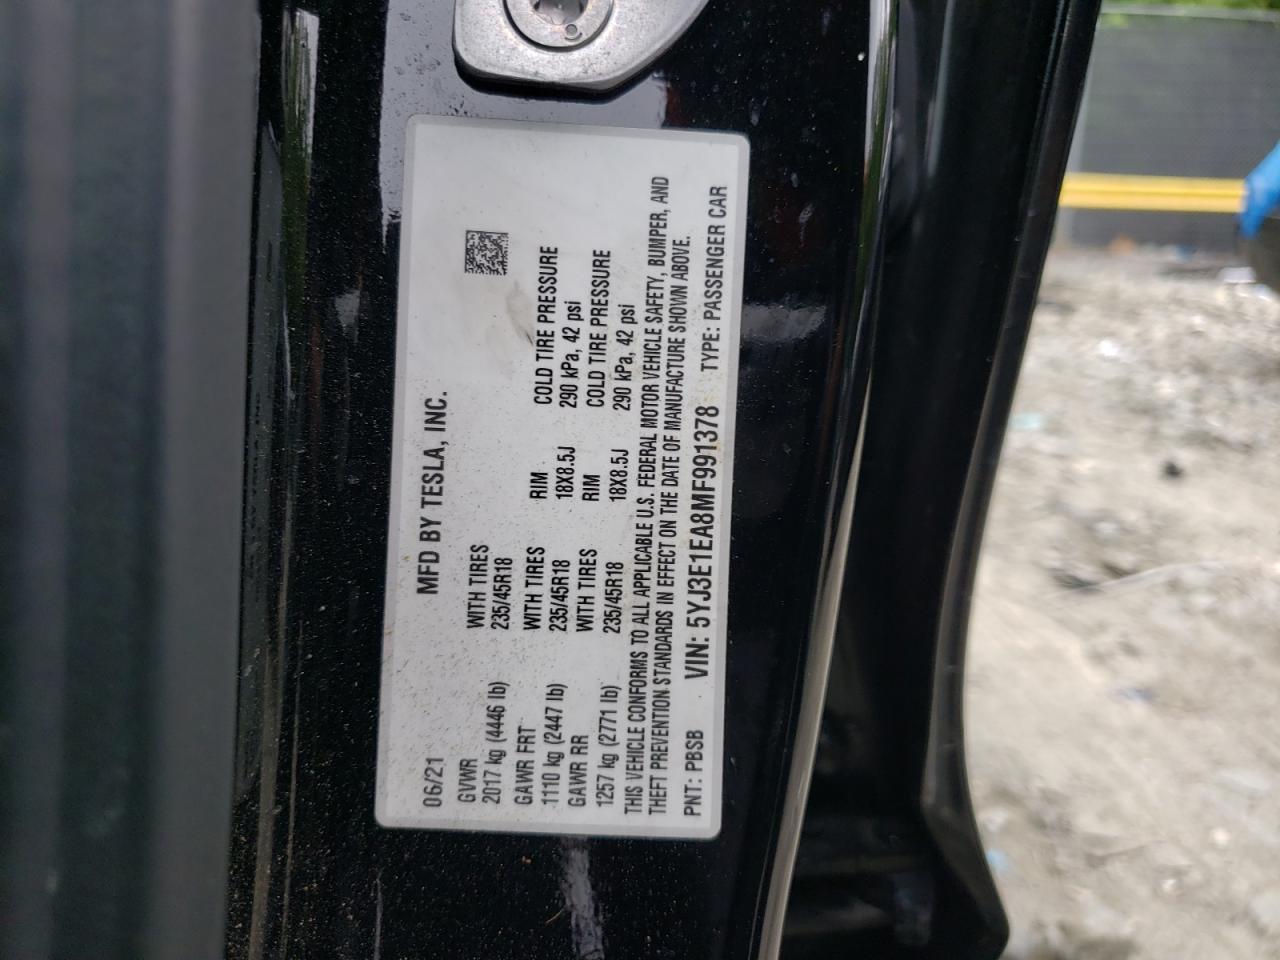 06/21 MFD BY TESLA, INC.
GVWR WITH TIRES
2017 kg (4446 lb) 235/45R18
GAWR FRT WITH TIRES RIM COLD TIRE PRESSURE
1110 kg (2447 lb) 235/45R18 18X8.5J 290 kPa, 42 psi
GAWR RR WITH TIRES RIM COLD TIRE PRESSURE
1257 kg (2771 lb) 235/45R18 18X8.5J 290 kPa, 42 psi
THIS VEHICLE CONFORMS TO ALL APPLICABLE U.S. FEDERAL MOTOR VEHICLE SAFETY, BUMPER, AND
THEFT PREVENTION STANDARDS IN EFFECT ON THE DATE OF MANUFACTURE SHOWN ABOVE.
PNT: PBSB VIN: 5YJ3E1EA8MF991378 TYPE: PASSENGER CAR